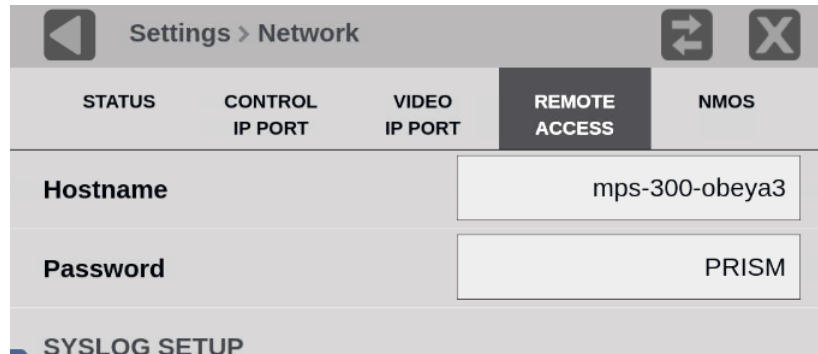 Settings > Network
STATUS
CONTROL
IP PORT
VIDEO
IP PORT
REMOTE
ACCESS
NMOS
Hostname
mps-300-obeya3
Password
PRISM
SYSLOG SETUP